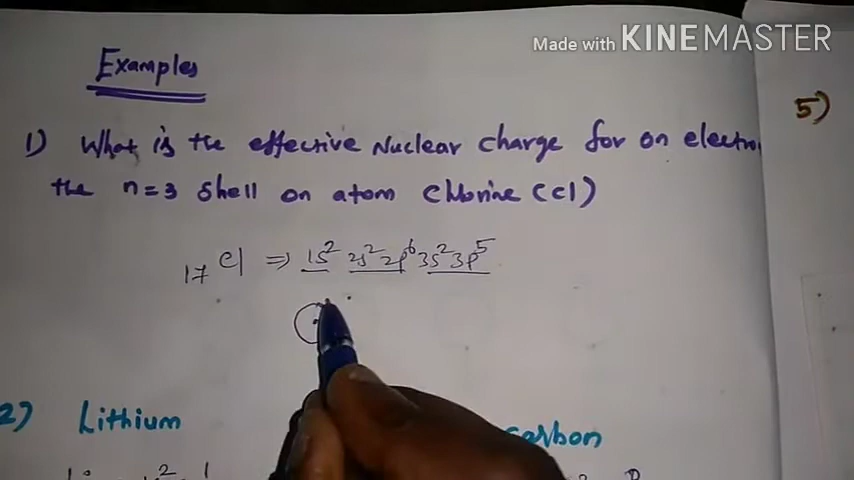 Made with KINEMASTER
Examples
5)
1) What is the effective Nuclear charge for on electron
the n=3 shell on atom Chlorine (cl)
₁₇Cl ⇒ 1s² 2s² 2p⁶ 3s² 3p⁵
2) Lithium
carbon